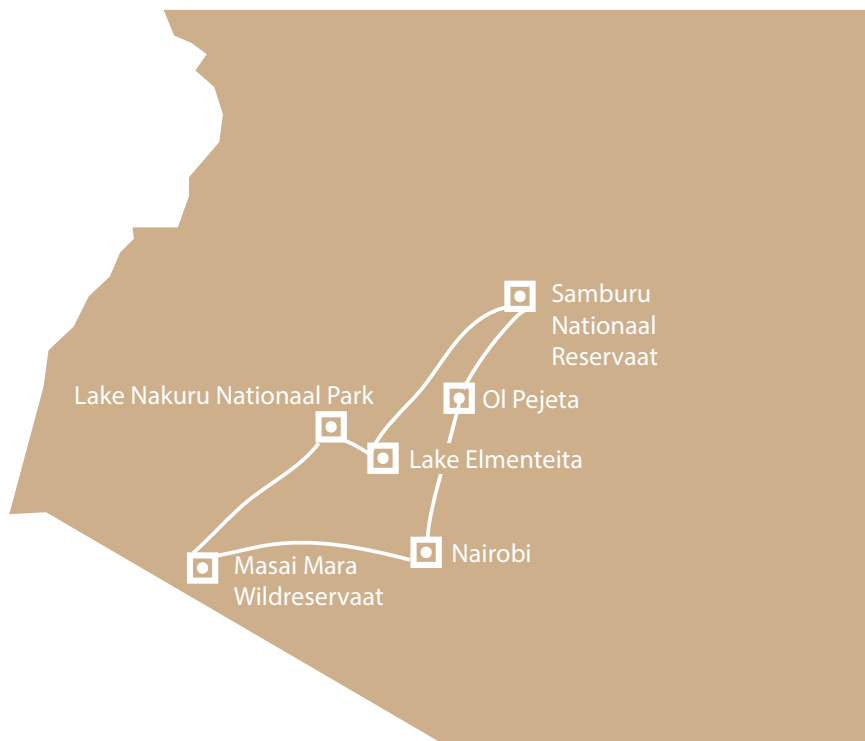 Samburu
Nationaal
Reservaat
Lake Nakuru Nationaal Park
Ol Pejeta
Lake Elmenteita
Nairobi
Masai Mara
Wildreservaat